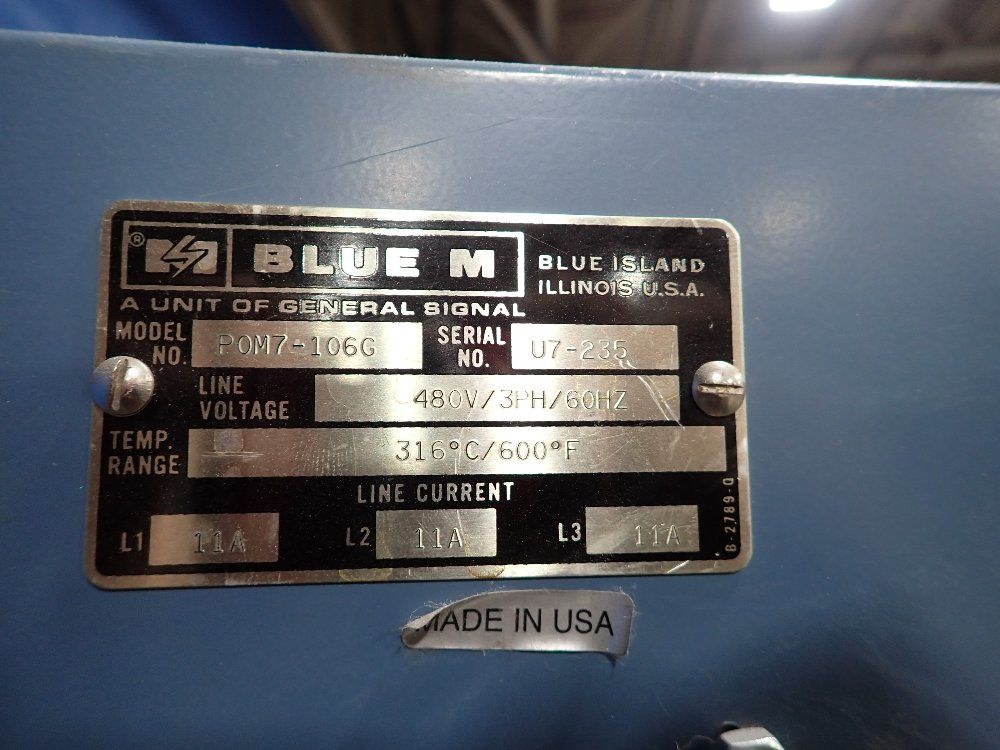 ® BLUE M
BLUE ISLAND
ILLINOIS U.S.A.
A UNIT OF GENERAL SIGNAL
MODEL NO. POM7-106G SERIAL NO. U7-235
LINE VOLTAGE 480V/3PH/60HZ
TEMP. RANGE 316°C/600°F
LINE CURRENT
L1 11A L2 11A L3 11A
B-2789-Q
MADE IN USA